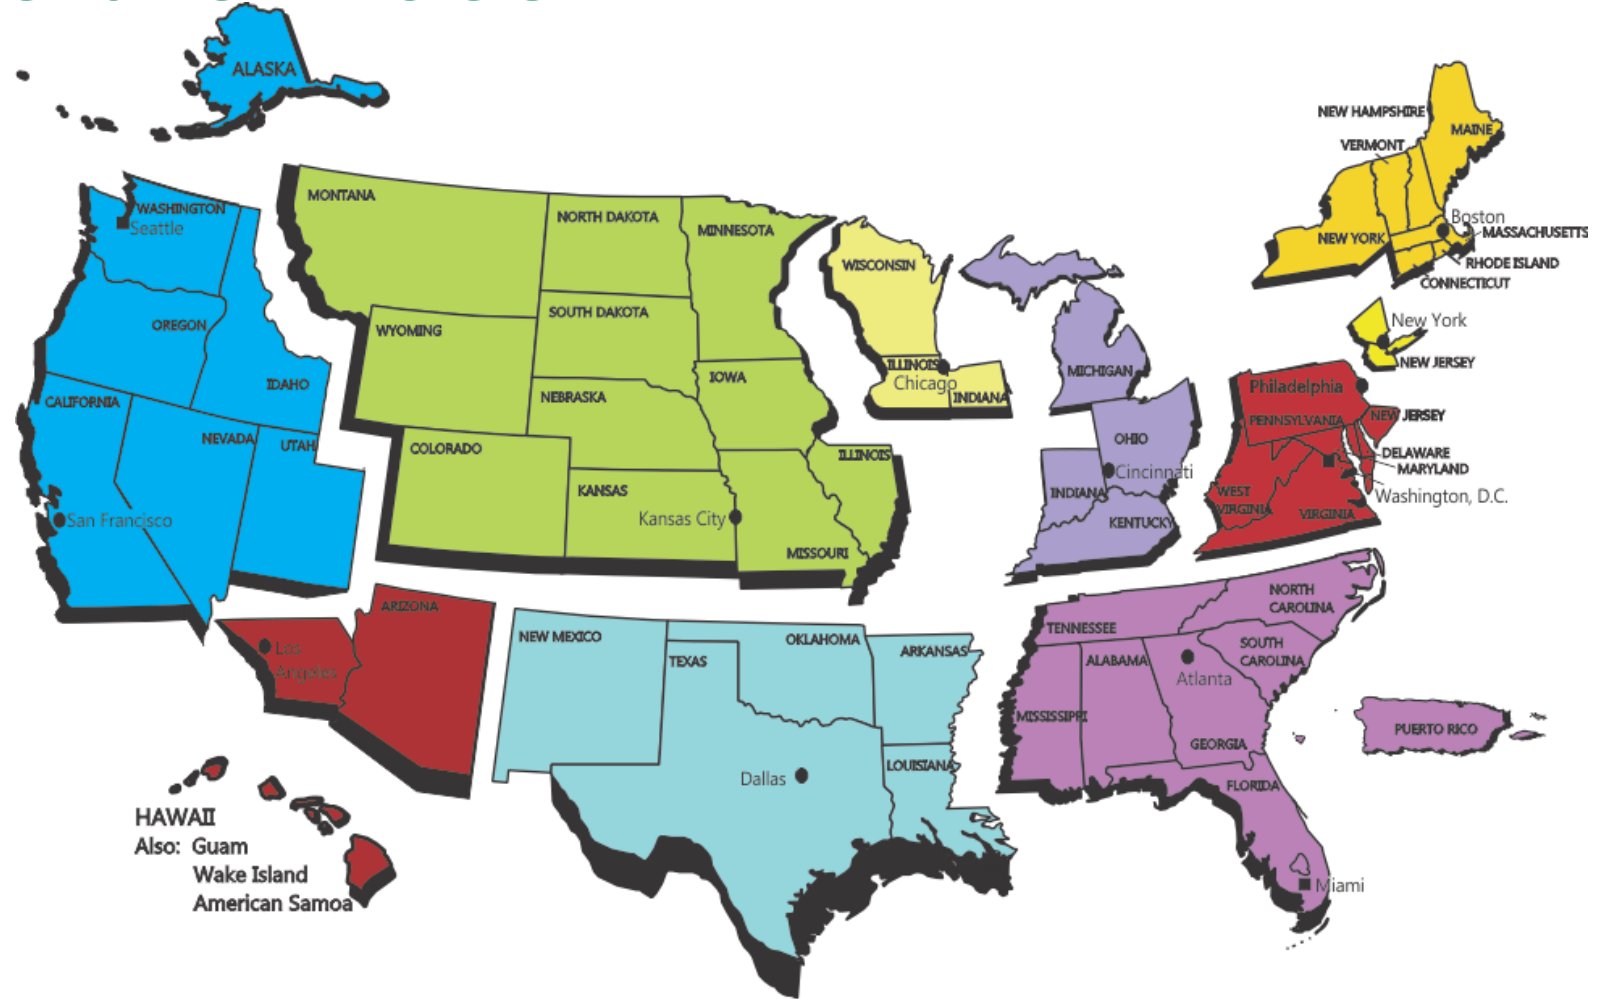 ALASKA
WASHINGTON
Seattle
OREGON
IDAHO
CALIFORNIA
NEVADA
UTAH
San Francisco
MONTANA
NORTH DAKOTA
MINNESOTA
WYOMING
SOUTH DAKOTA
IOWA
NEBRASKA
COLORADO
ILLINOIS
KANSAS
Kansas City
MISSOURI
WISCONSIN
ILLINOIS
Chicago
INDIANA
MICHIGAN
OHIO
Cincinnati
INDIANA
KENTUCKY
NEW HAMPSHIRE
MAINE
VERMONT
Boston
MASSACHUSETTS
NEW YORK
RHODE ISLAND
CONNECTICUT
New York
NEW JERSEY
Philadelphia
PENNSYLVANIA
NEW JERSEY
DELAWARE
MARYLAND
Washington, D.C.
WEST
VIRGINIA
VIRGINIA
ARIZONA
Los
Angeles
HAWAII
Also: Guam
Wake Island
American Samoa
NEW MEXICO
OKLAHOMA
ARKANSAS
TEXAS
LOUISIANA
Dallas
NORTH
CAROLINA
TENNESSEE
SOUTH
CAROLINA
ALABAMA
Atlanta
MISSISSIPPI
GEORGIA
FLORIDA
Miami
PUERTO RICO